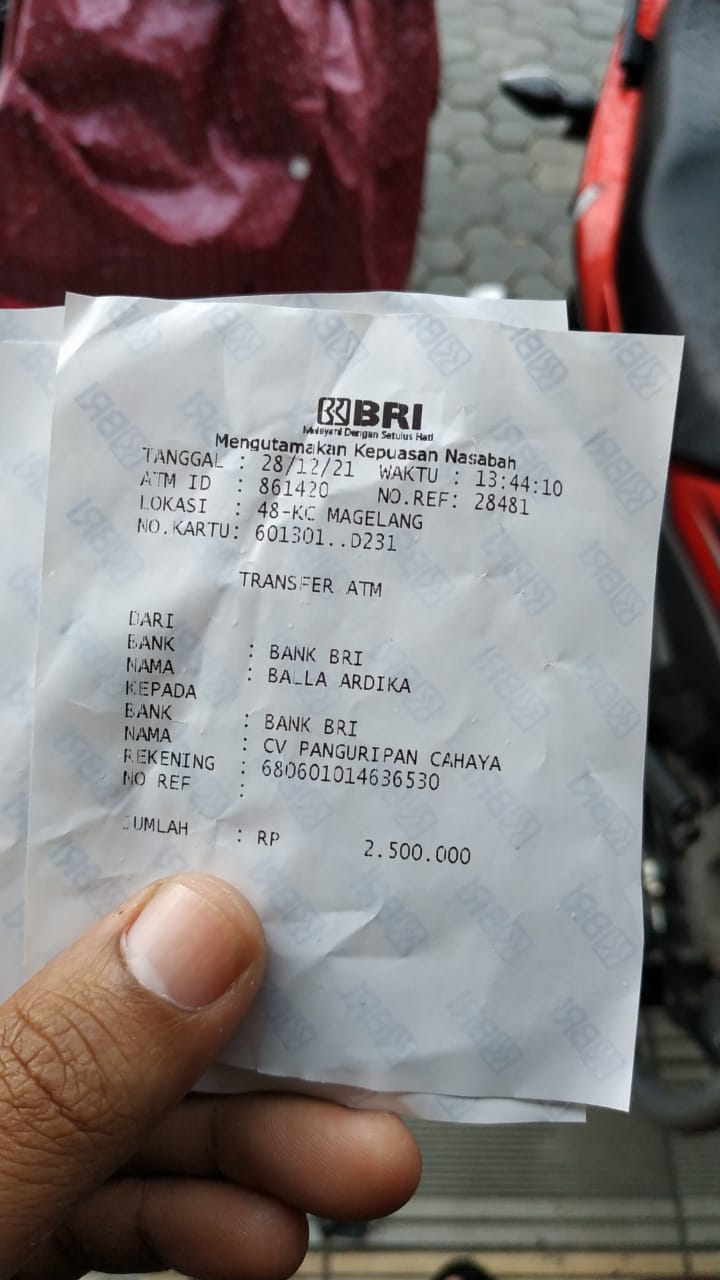 BRI
Melayani Dengan Setulus Hati
Mengutamakan Kepuasan Nasabah
TANGGAL : 28/12/21 WAKTU : 13:44:10
ATM ID : 861420 NO.REF: 28481
LOKASI : 48-KC MAGELANG
NO.KARTU: 601301..D231
TRANSFER ATM
DARI
BANK : BANK BRI
NAMA : BALLA ARDIKA
KEPADA
BANK : BANK BRI
NAMA : CV PANGURIPAN CAHAYA
REKENING : 680601014636530
NO REF :
JUMLAH : RP 2.500.000